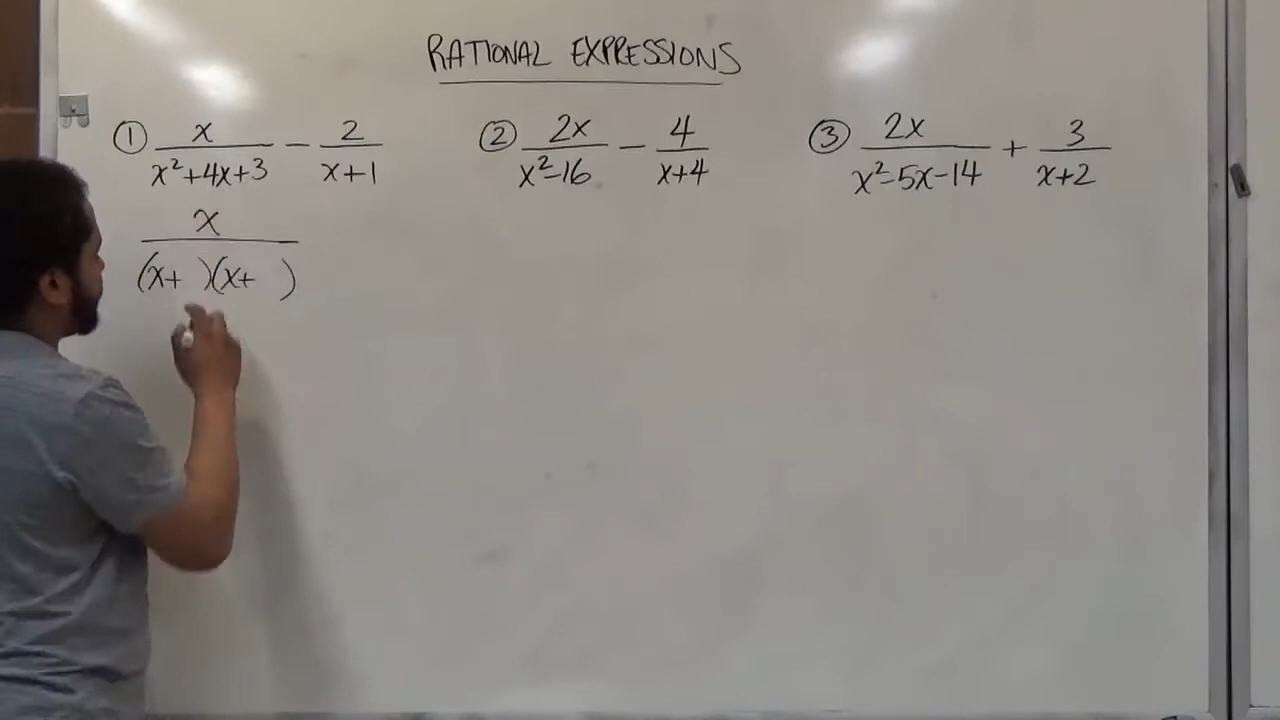 RATIONAL EXPRESSIONS
① x/(x²+4x+3) − 2/(x+1)
② 2x/(x²−16) − 4/(x+4)
③ 2x/(x²−5x−14) + 3/(x+2)
x/((x+ )(x+ ))